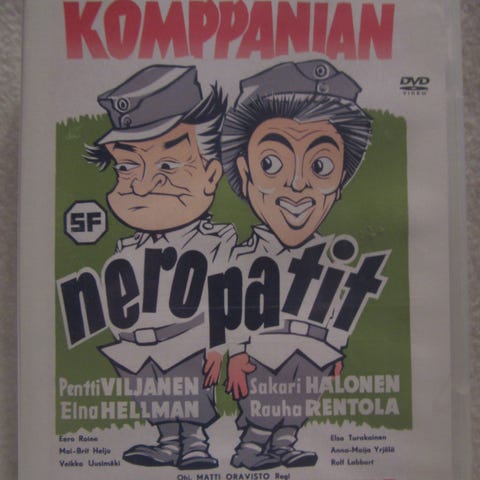 KOMPPANIAN
DVD
VIDEO
SF
neropatit
Pentti VILJANEN
Elna HELLMAN
Sakari HALONEN
Rauha RENTOLA
Eero Roine
Mai-Brit Heljo
Veikko Uusimäki
Elsa Turakainen
Anna-Maija Yrjälä
Rolf Labbart
Ohj. MATTI ORAVISTO Regi